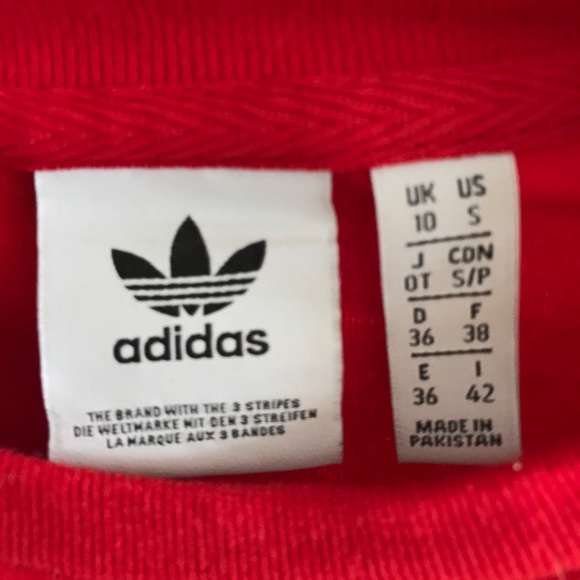 adidas
THE BRAND WITH THE 3 STRIPES
DIE WELTMARKE MIT DEN 3 STREIFEN
LA MARQUE AUX 3 BANDES
UK US
10 S
J CDN
OT S/P
D F
36 38
E I
36 42
MADE IN
PAKISTAN